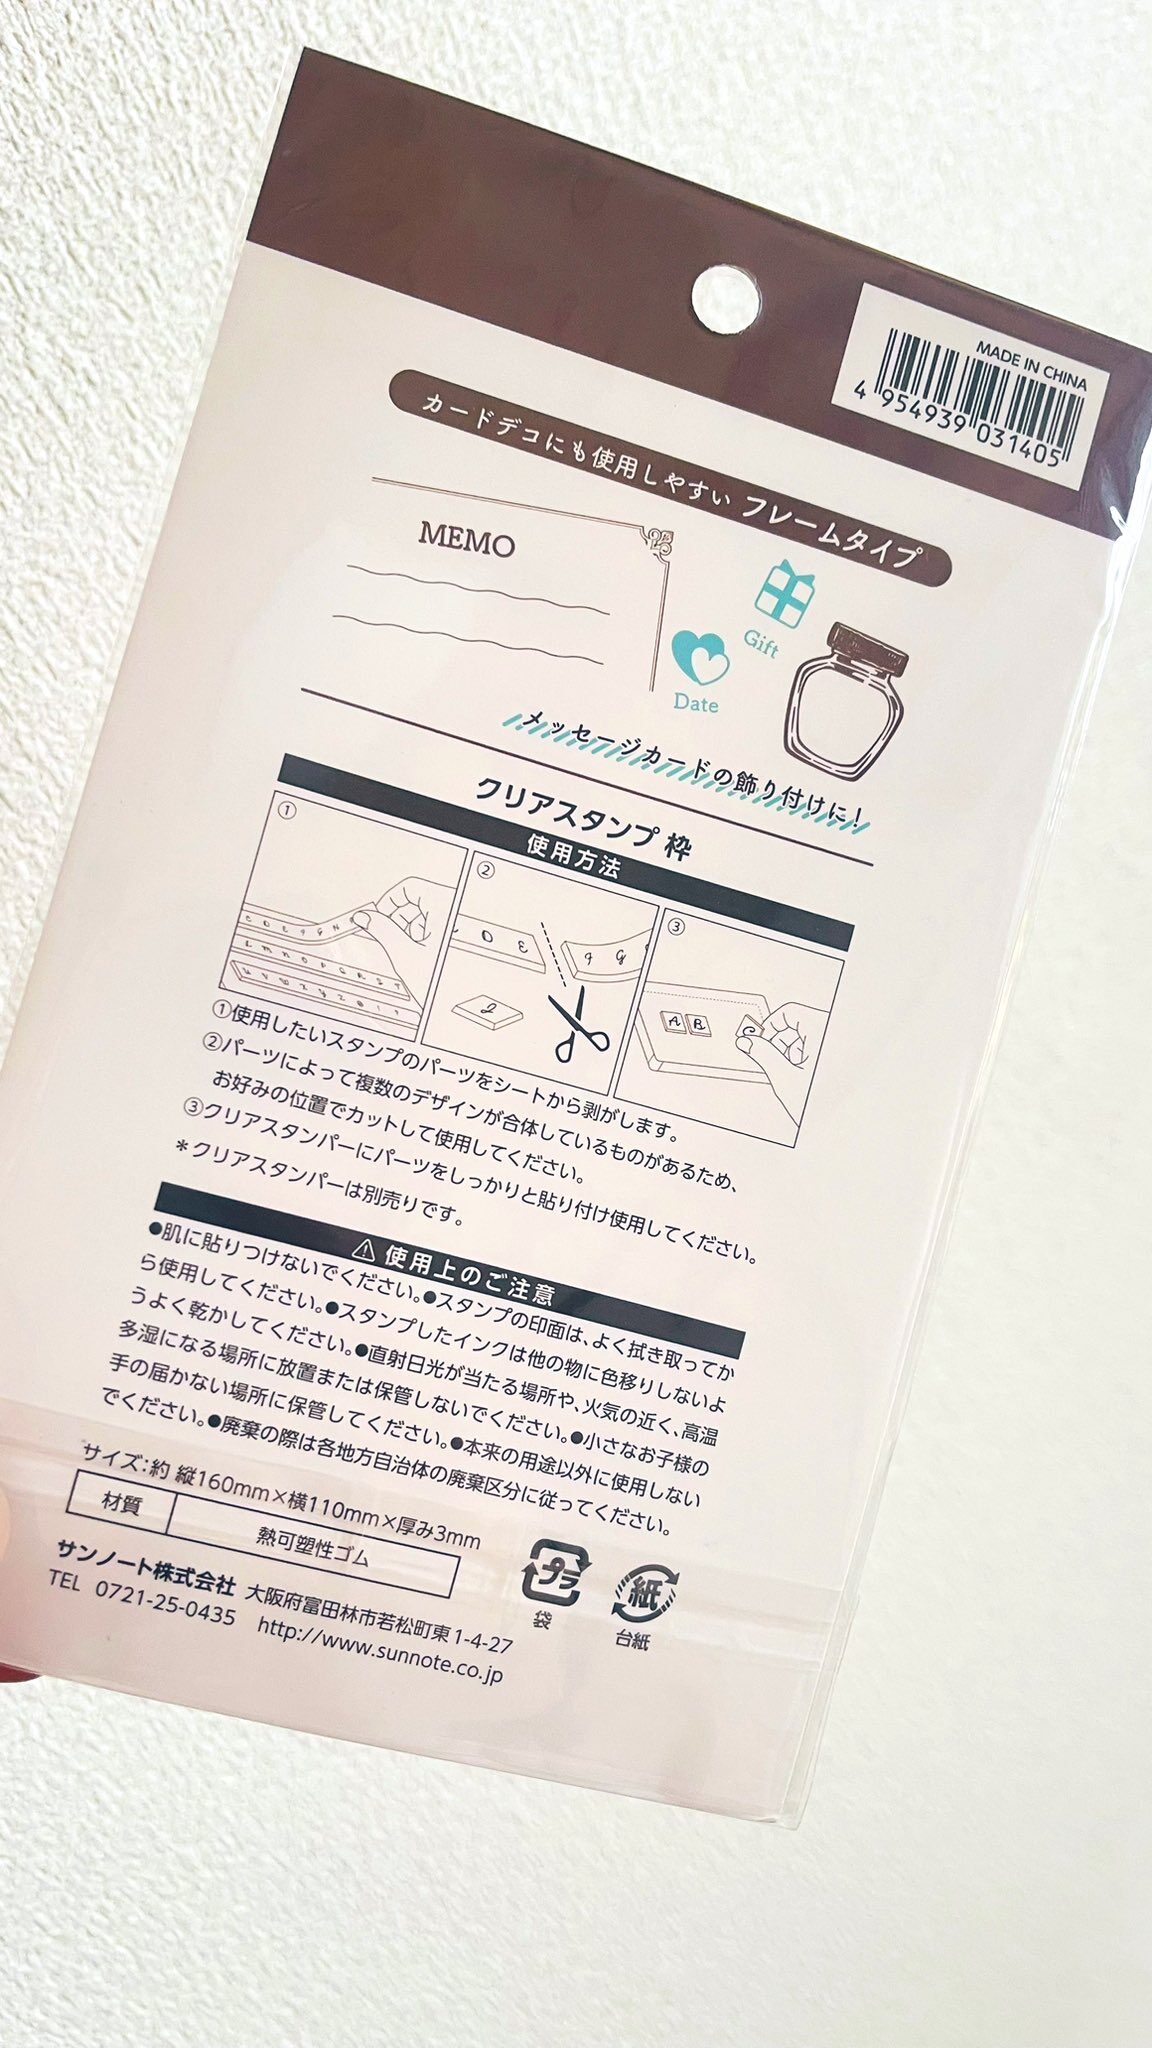 MADE IN CHINA
4 954939 031405
カードデコにも使用しやすい フレームタイプ
MEMO
Gift
Date
メッセージカードの飾り付けに!
クリアスタンプ 枠
使用方法
①
②
③
D E
A B C
①使用したいスタンプのパーツをシートから剥がします。
②パーツによって複数のデザインが合体しているものがあるため、
お好みの位置でカットして使用してください。
③クリアスタンパーにパーツをしっかりと貼り付け使用してください。
＊クリアスタンパーは別売りです。
⚠使用上のご注意
●肌に貼りつけないでください。●スタンプの印面は、よく拭き取ってか
ら使用してください。●スタンプしたインクは他の物に色移りしないよ
うよく乾かしてください。●直射日光が当たる場所や、火気の近く、高温
多湿になる場所に放置または保管しないでください。●小さなお子様の
手の届かない場所に保管してください。●本来の用途以外に使用しない
でください。●廃棄の際は各地方自治体の廃棄区分に従ってください。
サイズ:約 縦160mm×横110mm×厚み3mm
材質 熱可塑性ゴム
サンノート株式会社 大阪府富田林市若松町東1-4-27
TEL 0721-25-0435 http://www.sunnote.co.jp
プラ
袋
紙
台紙